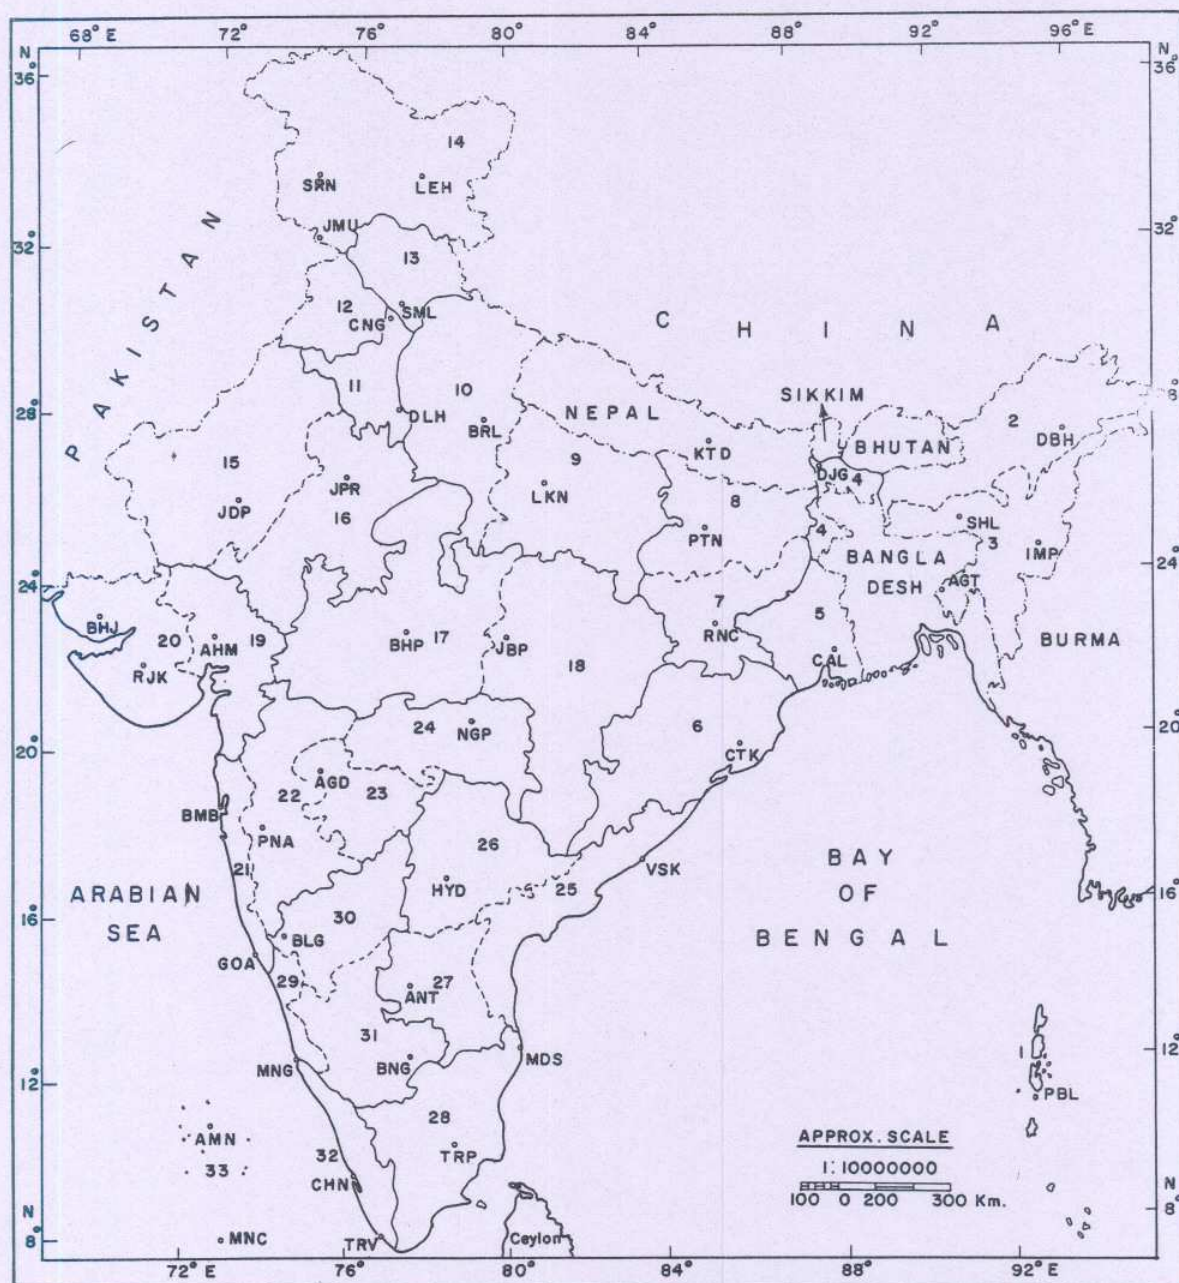 68° E 72 76 80 84 88 92 96° E
N N
36° 36°
14
SRN LEH
JMU
32° 32°
13
12 SML
CNG
PAKISTAN
CHINA
11 10
SIKKIM
28° 28°
DLH NEPAL 2
BRL BHUTAN DBH
9 KTD
15 DJG 4
JPR LKN 8
JDP 16 SHL
PTN 4 3 IMP
BANGLA
DESH AGT
24° 24°
BHJ 7 5
20 19 17 RNC BURMA
AHM BHP JBP 18 CAL
RJK
24 NGP 6
20° 20°
CTK
AGD
22 23
BMB
PNA 26
VSK BAY
21 HYD 25
ARABIAN OF
16° 16°
SEA 30
BLG BENGAL
GOA
29 27
ANT
31
MDS 1
MNG BNG
12° 12°
PBL
28
AMN APPROX. SCALE
TRP
33 32 1:10000000
CHN 100 0 200 300 Km.
N N
8° 8°
MNC TRV Ceylon
72° E 76 80 84 88 92° E